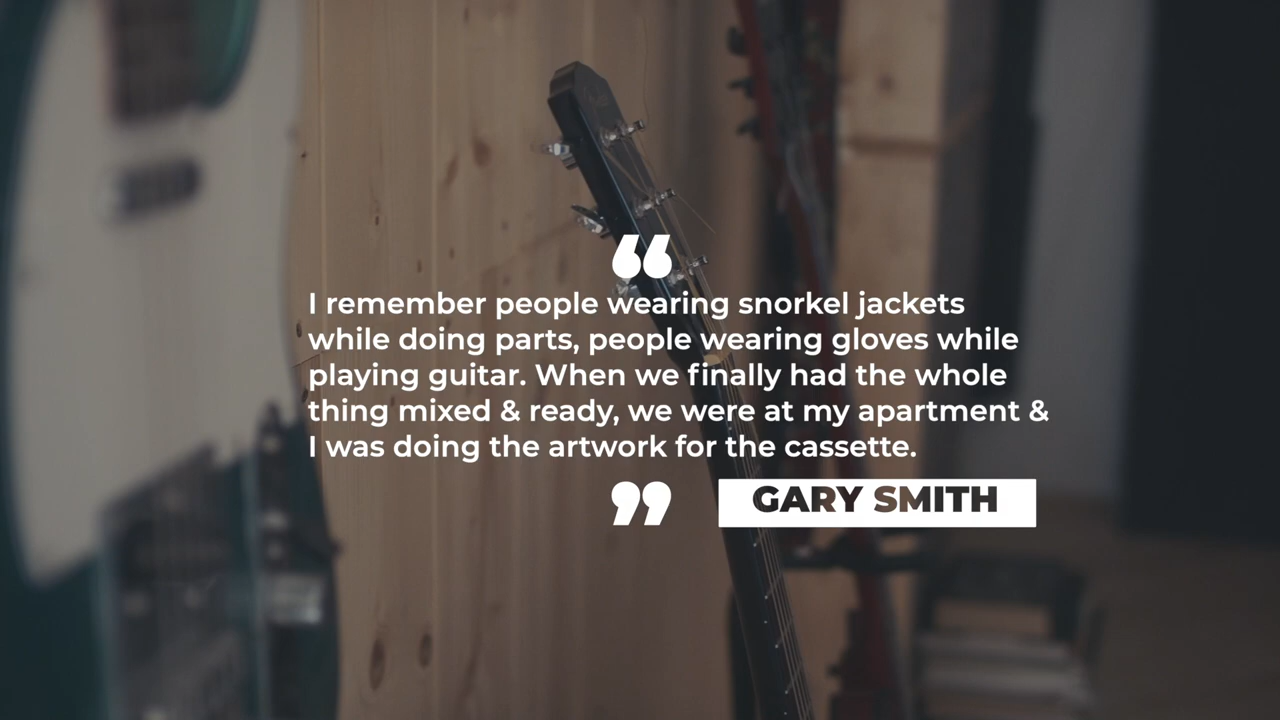 “
I remember people wearing snorkel jackets
while doing parts, people wearing gloves while
playing guitar. When we finally had the whole
thing mixed & ready, we were at my apartment &
I was doing the artwork for the cassette.
”
GARY SMITH